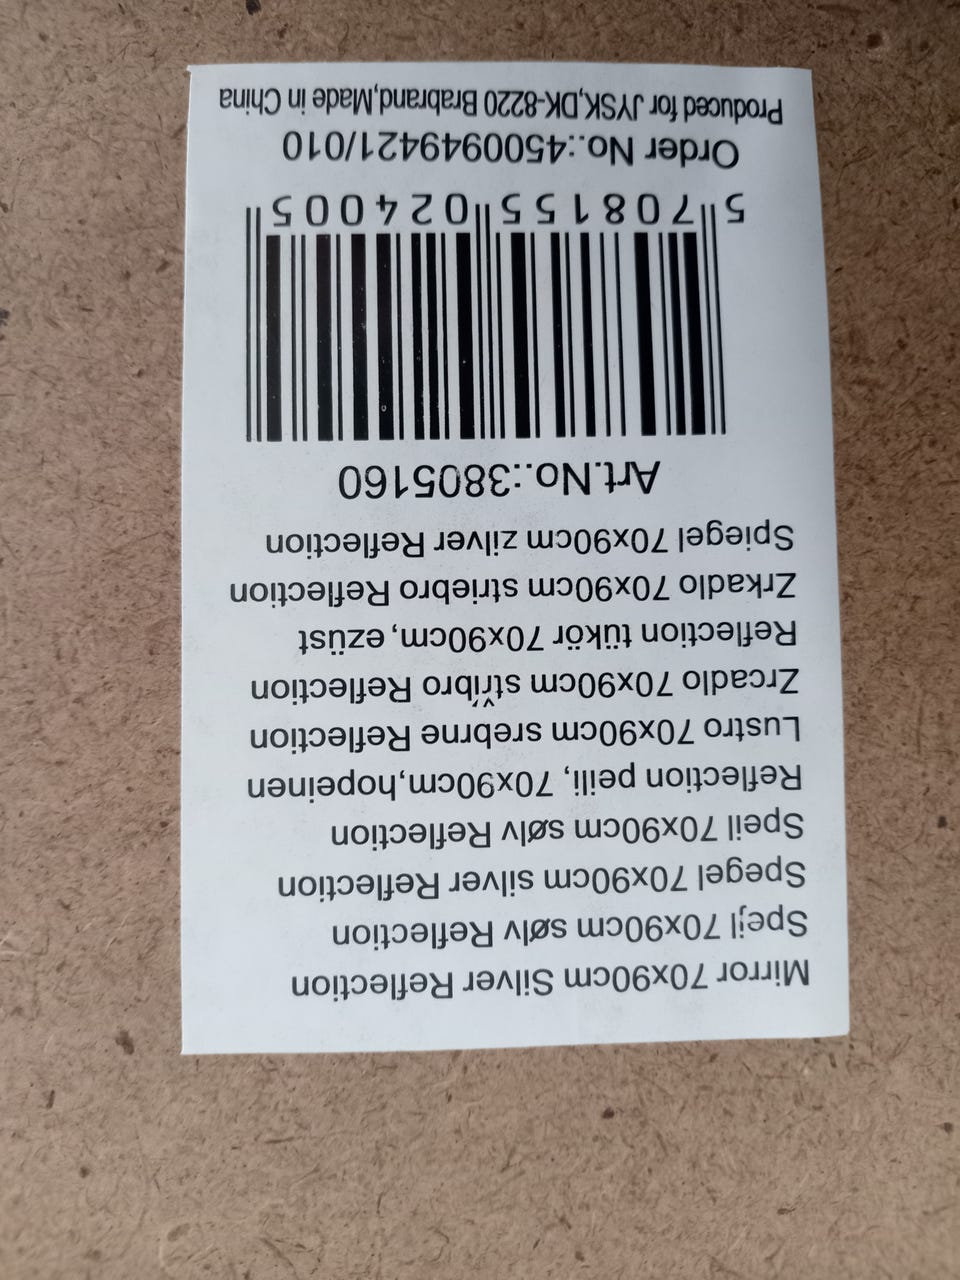 Mirror 70x90cm Silver Reflection
Spejl 70x90cm sølv Reflection
Spegel 70x90cm silver Reflection
Speil 70x90cm sølv Reflection
Reflection peili, 70x90cm,hopeinen
Lustro 70x90cm srebrne Reflection
Zrcadlo 70x90cm stříbro Reflection
Reflection tükör 70x90cm, ezüst
Zrkadlo 70x90cm striebro Reflection
Spiegel 70x90cm zilver Reflection
Art.No.:3805160
5 708155 024005
Order No.:4500949421/010
Produced for JYSK,DK-8220 Brabrand,Made in China